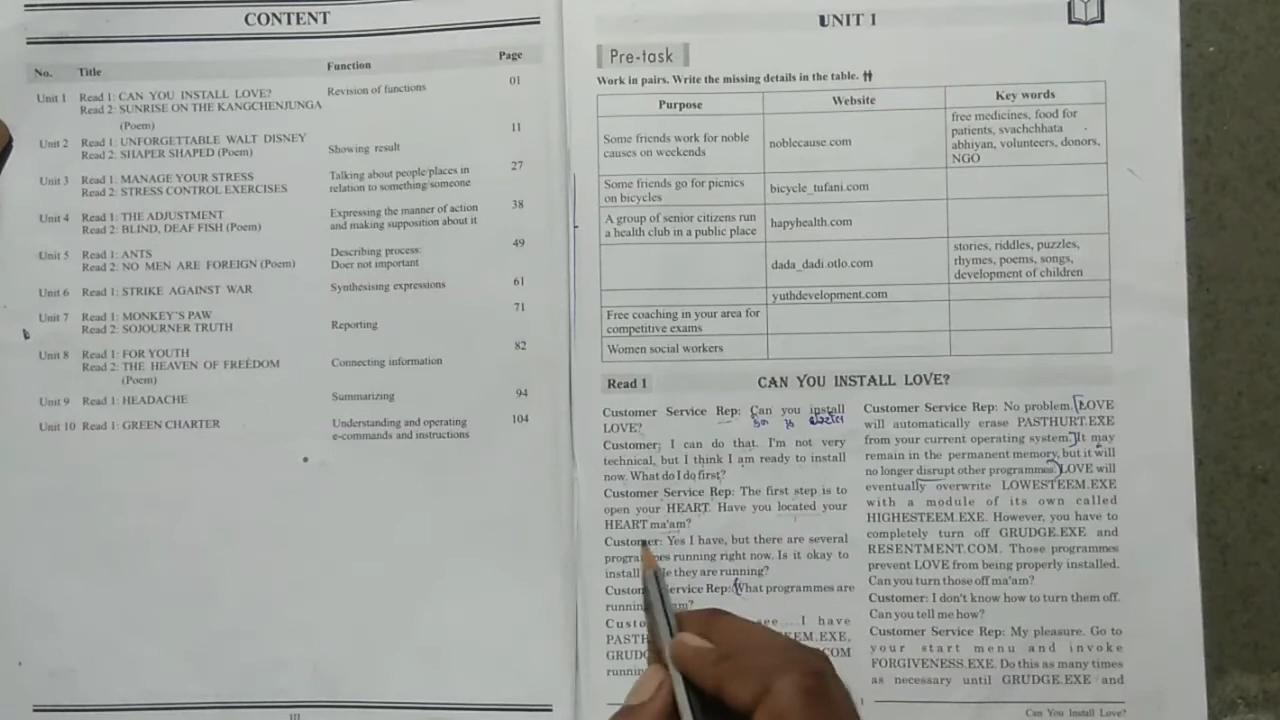 CONTENT
No. Title Function Page
Unit 1 Read 1: CAN YOU INSTALL LOVE? Revision of functions 01
Read 2: SUNRISE ON THE KANGCHENJUNGA
(Poem)
Unit 2 Read 1: UNFORGETTABLE WALT DISNEY Showing result 11
Read 2: SHAPER SHAPED (Poem)
Unit 3 Read 1: MANAGE YOUR STRESS Talking about people/places in 27
Read 2: STRESS CONTROL EXERCISES relation to something/someone
Unit 4 Read 1: THE ADJUSTMENT Expressing the manner of action 38
Read 2: BLIND, DEAF FISH (Poem) and making supposition about it
Unit 5 Read 1: ANTS Describing process: 49
Read 2: NO MEN ARE FOREIGN (Poem) Doer not important
Unit 6 Read 1: STRIKE AGAINST WAR Synthesising expressions 61
Unit 7 Read 1: MONKEY'S PAW Reporting 71
Read 2: SOJOURNER TRUTH
Unit 8 Read 1: FOR YOUTH Connecting information 82
Read 2: THE HEAVEN OF FREEDOM
(Poem)
Unit 9 Read 1: HEADACHE Summarizing 94
Unit 10 Read 1: GREEN CHARTER Understanding and operating 104
e-commands and instructions
III
UNIT 1
Pre-task
Work in pairs. Write the missing details in the table.
Purpose Website Key words
Some friends work for noble
causes on weekends
noblecause.com
free medicines, food for
patients, svachchhata
abhiyan, volunteers, donors,
NGO
Some friends go for picnics
on bicycles
bicycle_tufani.com
A group of senior citizens run
a health club in a public place
hapyhealth.com
dada_dadi.otlo.com
stories, riddles, puzzles,
rhymes, poems, songs,
development of children
yuthdevelopment.com
Free coaching in your area for
competitive exams
Women social workers
Read 1 CAN YOU INSTALL LOVE?
Customer Service Rep: Can you install
LOVE?
Customer: I can do that. I'm not very
technical, but I think I am ready to install
now. What do I do first?
Customer Service Rep: The first step is to
open your HEART. Have you located your
HEART ma'am?
Customer: Yes I have, but there are several
programmes running right now. Is it okay to
install while they are running?
Customer Service Rep: What programmes are
I have
Customer Service Rep: No problem. LOVE
will automatically erase PASTHURT.EXE
from your current operating system. It may
remain in the permanent memory, but it will
no longer disrupt other programmes. LOVE will
eventually overwrite LOWESTEEM.EXE
with a module of its own called
HIGHESTEEM.EXE. However, you have to
completely turn off GRUDGE.EXE and
RESENTMENT.COM. Those programmes
prevent LOVE from being properly installed.
Can you turn those off ma'am?
Customer: I don't know how to turn them off.
Can you tell me how?
Customer Service Rep: My pleasure. Go to
your start menu and invoke
FORGIVENESS.EXE. Do this as many times
as necessary until GRUDGE.EXE and
1 Can You Install Love?